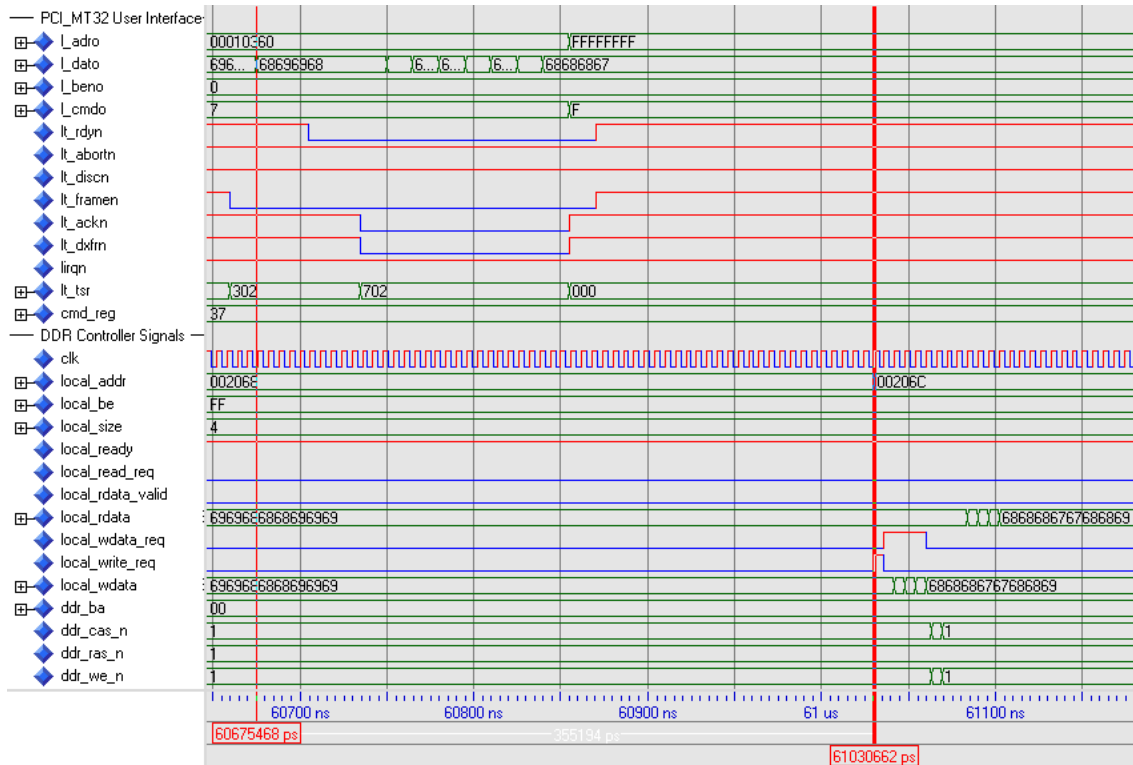 PCI_MT32 User Interface
l_adro 00010360 FFFFFFFF
l_dato 696... 68696968 6... 6... 6... 68686867
l_beno 0
l_cmdo 7 F
lt_rdyn
lt_abortn
lt_discn
lt_framen
lt_ackn
lt_dxfrn
lirqn
lt_tsr 302 702 000
cmd_reg 37
DDR Controller Signals
clk
local_addr 002068 00206C
local_be FF
local_size 4
local_ready
local_read_req
local_rdata_valid
local_rdata 6969686868696969 6868686767686869
local_wdata_req
local_write_req
local_wdata 6969686868696969 6868686767686869
ddr_ba 00
ddr_cas_n 1 1
ddr_ras_n 1
ddr_we_n 1 1
60700 ns 60800 ns 60900 ns 61 us 61100 ns
60675468 ps 355194 ps
61030662 ps